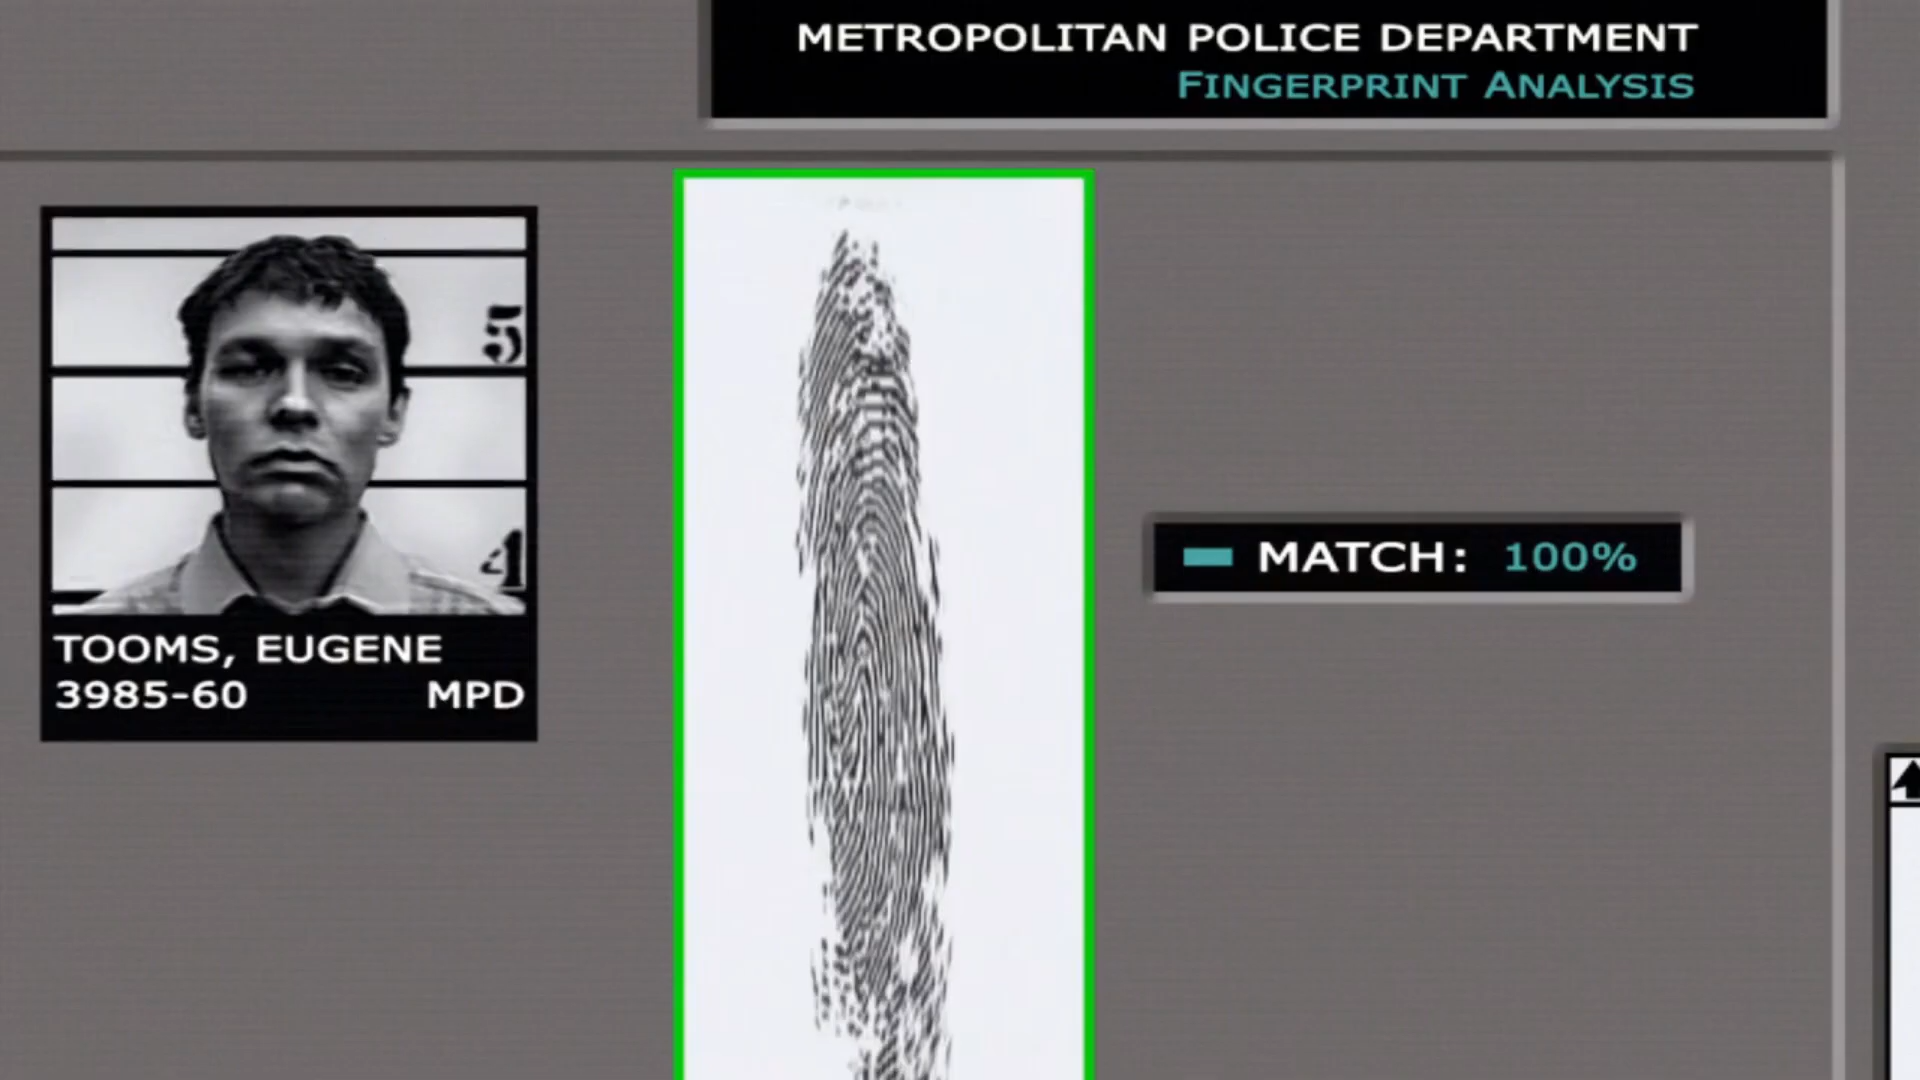 METROPOLITAN POLICE DEPARTMENT
FINGERPRINT ANALYSIS
5
4
TOOMS, EUGENE
3985-60 MPD
MATCH: 100%